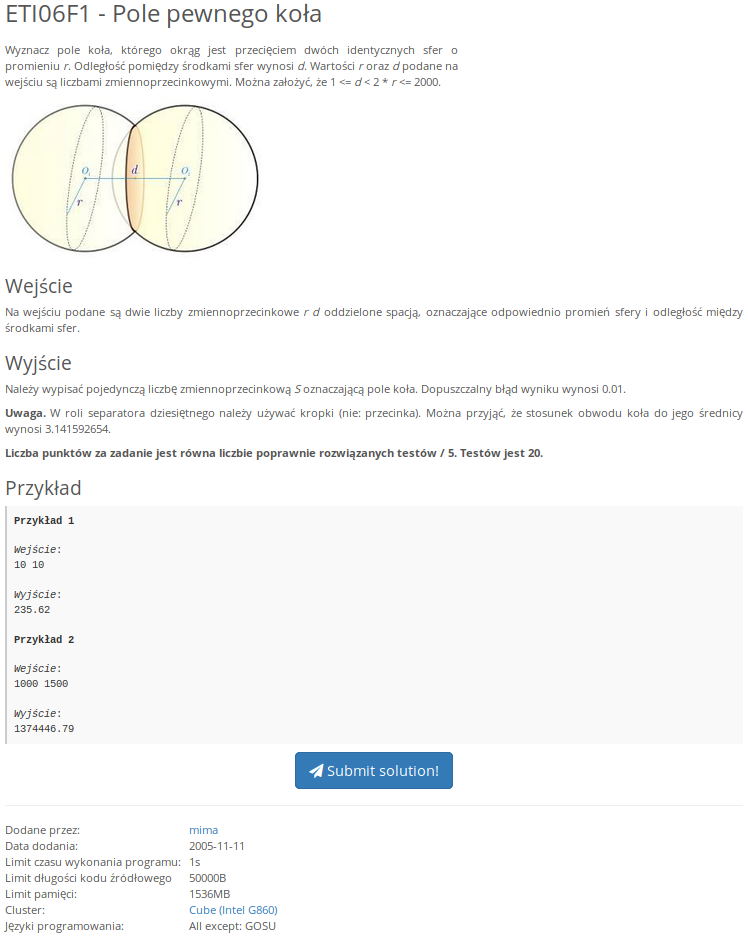 ETI06F1 - Pole pewnego koła
Wyznacz pole koła, którego okrąg jest przecięciem dwóch identycznych sfer o
promieniu r. Odległość pomiędzy środkami sfer wynosi d. Wartości r oraz d podane na
wejściu są liczbami zmiennoprzecinkowymi. Można założyć, że 1 <= d < 2 * r <= 2000.
O₁ d O₂
r r
Wejście
Na wejściu podane są dwie liczby zmiennoprzecinkowe r d oddzielone spacją, oznaczające odpowiednio promień sfery i odległość między
środkami sfer.
Wyjście
Należy wypisać pojedynczą liczbę zmiennoprzecinkową S oznaczającą pole koła. Dopuszczalny błąd wyniku wynosi 0.01.
Uwaga. W roli separatora dziesiętnego należy używać kropki (nie: przecinka). Można przyjąć, że stosunek obwodu koła do jego średnicy
wynosi 3.141592654.
Liczba punktów za zadanie jest równa liczbie poprawnie rozwiązanych testów / 5. Testów jest 20.
Przykład
Przykład 1
Wejście:
10 10
Wyjście:
235.62
Przykład 2
Wejście:
1000 1500
Wyjście:
1374446.79
Submit solution!
Dodane przez: mima
Data dodania: 2005-11-11
Limit czasu wykonania programu: 1s
Limit długości kodu źródłowego 50000B
Limit pamięci: 1536MB
Cluster: Cube (Intel G860)
Języki programowania: All except: GOSU